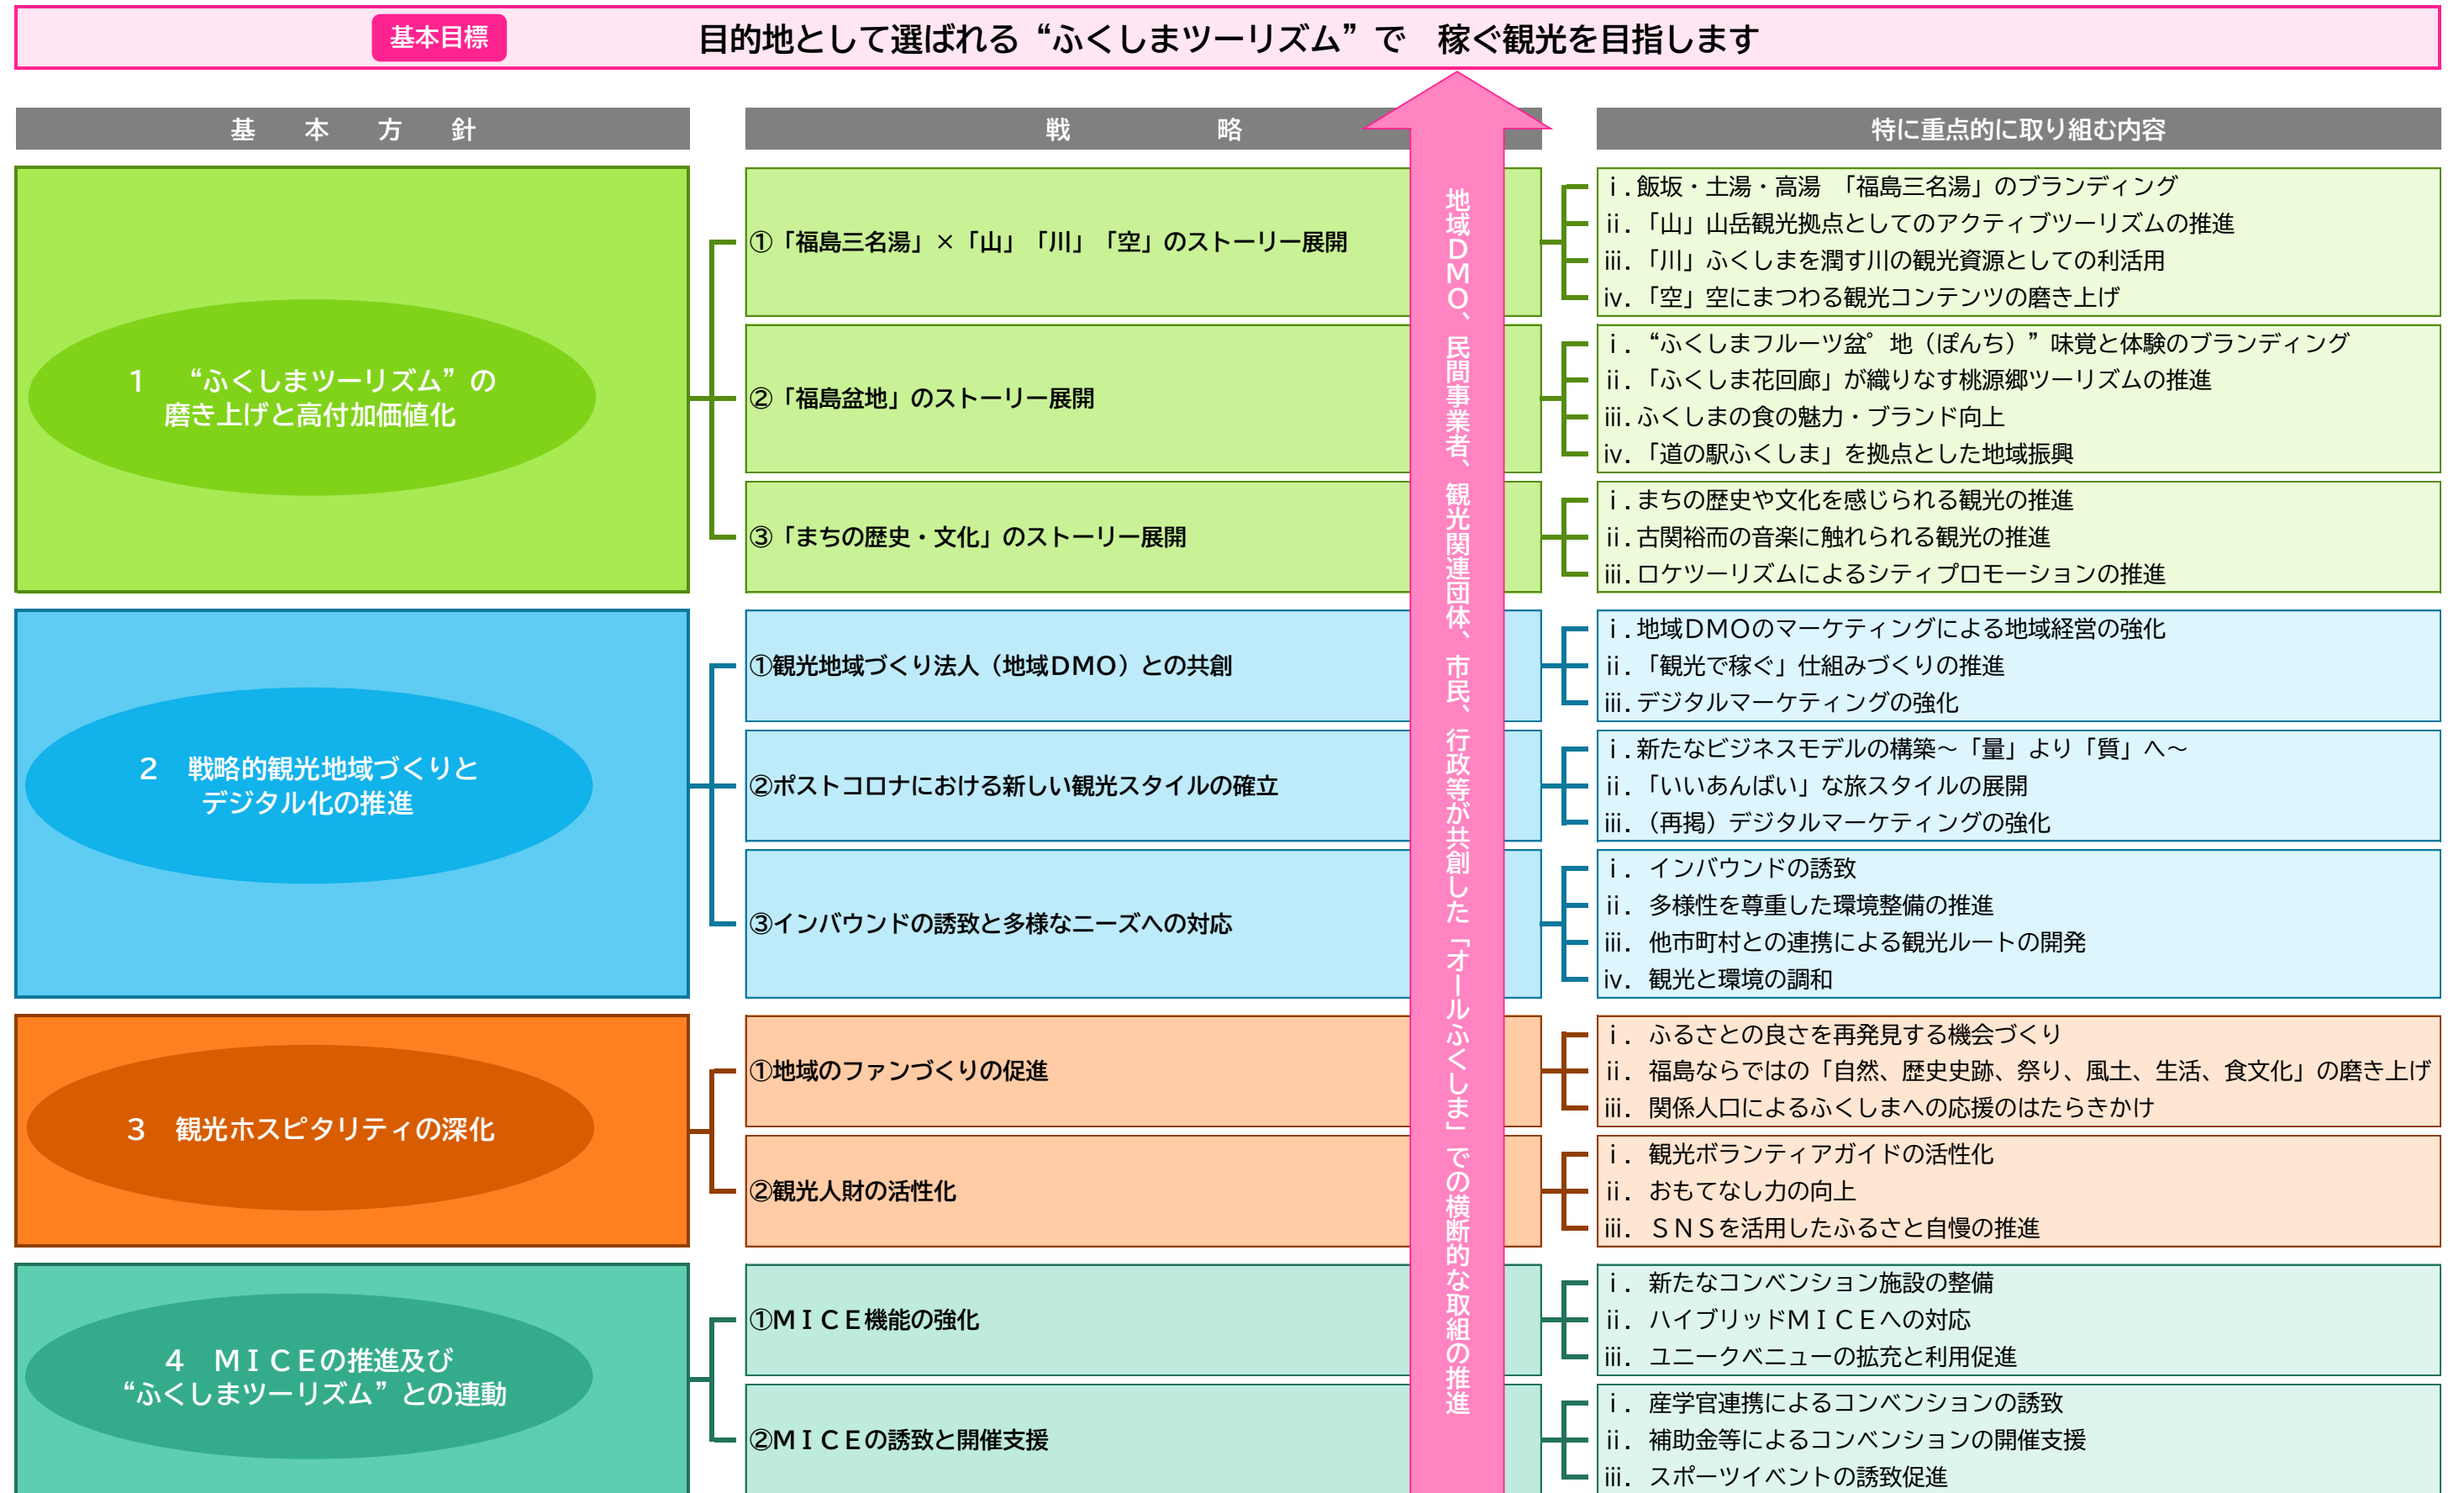 基本目標
目的地として選ばれる“ふくしまツーリズム”で　稼ぐ観光を目指します
基　本　方　針
戦　略
特に重点的に取り組む内容
１　“ふくしまツーリズム”の
磨き上げと高付加価値化
①「福島三名湯」×「山」「川」「空」のストーリー展開
ⅰ.飯坂・土湯・高湯　「福島三名湯」のブランディング
ⅱ.「山」山岳観光拠点としてのアクティブツーリズムの推進
ⅲ.「川」ふくしまを潤す川の観光資源としての利活用
ⅳ.「空」空にまつわる観光コンテンツの磨き上げ
②「福島盆地」のストーリー展開
ⅰ.“ふくしまフルーツ盆゜地（ぽんち）”味覚と体験のブランディング
ⅱ.「ふくしま花回廊」が織りなす桃源郷ツーリズムの推進
ⅲ.ふくしまの食の魅力・ブランド向上
ⅳ.「道の駅ふくしま」を拠点とした地域振興
③「まちの歴史・文化」のストーリー展開
ⅰ.まちの歴史や文化を感じられる観光の推進
ⅱ.古関裕而の音楽に触れられる観光の推進
ⅲ.ロケツーリズムによるシティプロモーションの推進
２　戦略的観光地域づくりと
デジタル化の推進
①観光地域づくり法人（地域ＤＭＯ）との共創
ⅰ.地域ＤＭＯのマーケティングによる地域経営の強化
ⅱ.「観光で稼ぐ」仕組みづくりの推進
ⅲ.デジタルマーケティングの強化
②ポストコロナにおける新しい観光スタイルの確立
ⅰ.新たなビジネスモデルの構築～「量」より「質」へ～
ⅱ.「いいあんばい」な旅スタイルの展開
ⅲ.（再掲）デジタルマーケティングの強化
③インバウンドの誘致と多様なニーズへの対応
ⅰ.　インバウンドの誘致
ⅱ.　多様性を尊重した環境整備の推進
ⅲ.　他市町村との連携による観光ルートの開発
ⅳ.　観光と環境の調和
３　観光ホスピタリティの深化
①地域のファンづくりの促進
ⅰ.　ふるさとの良さを再発見する機会づくり
ⅱ.　福島ならではの「自然、歴史史跡、祭り、風土、生活、食文化」の磨き上げ
ⅲ.　関係人口によるふくしまへの応援のはたらきかけ
②観光人財の活性化
ⅰ.　観光ボランティアガイドの活性化
ⅱ.　おもてなし力の向上
ⅲ.　ＳＮＳを活用したふるさと自慢の推進
４　ＭＩＣＥの推進及び
“ふくしまツーリズム”との連動
①ＭＩＣＥ機能の強化
ⅰ.　新たなコンベンション施設の整備
ⅱ.　ハイブリッドＭＩＣＥへの対応
ⅲ.　ユニークベニューの拡充と利用促進
②ＭＩＣＥの誘致と開催支援
ⅰ.　産学官連携によるコンベンションの誘致
ⅱ.　補助金等によるコンベンションの開催支援
ⅲ.　スポーツイベントの誘致促進
地域ＤＭＯ、民間事業者、観光関連団体、市民、行政等が共創した「オールふくしま」での横断的な取組の推進